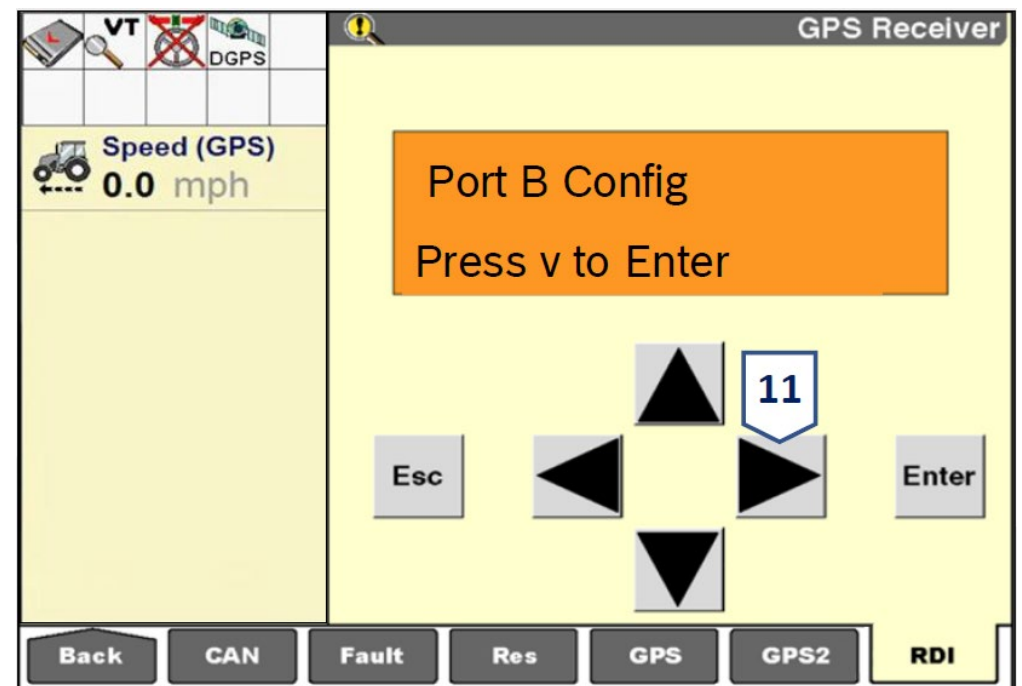 VT
DGPS
GPS Receiver
Speed (GPS)
0.0 mph
Port B Config
Press v to Enter
11
Esc
Enter
Back
CAN
Fault
Res
GPS
GPS2
RDI